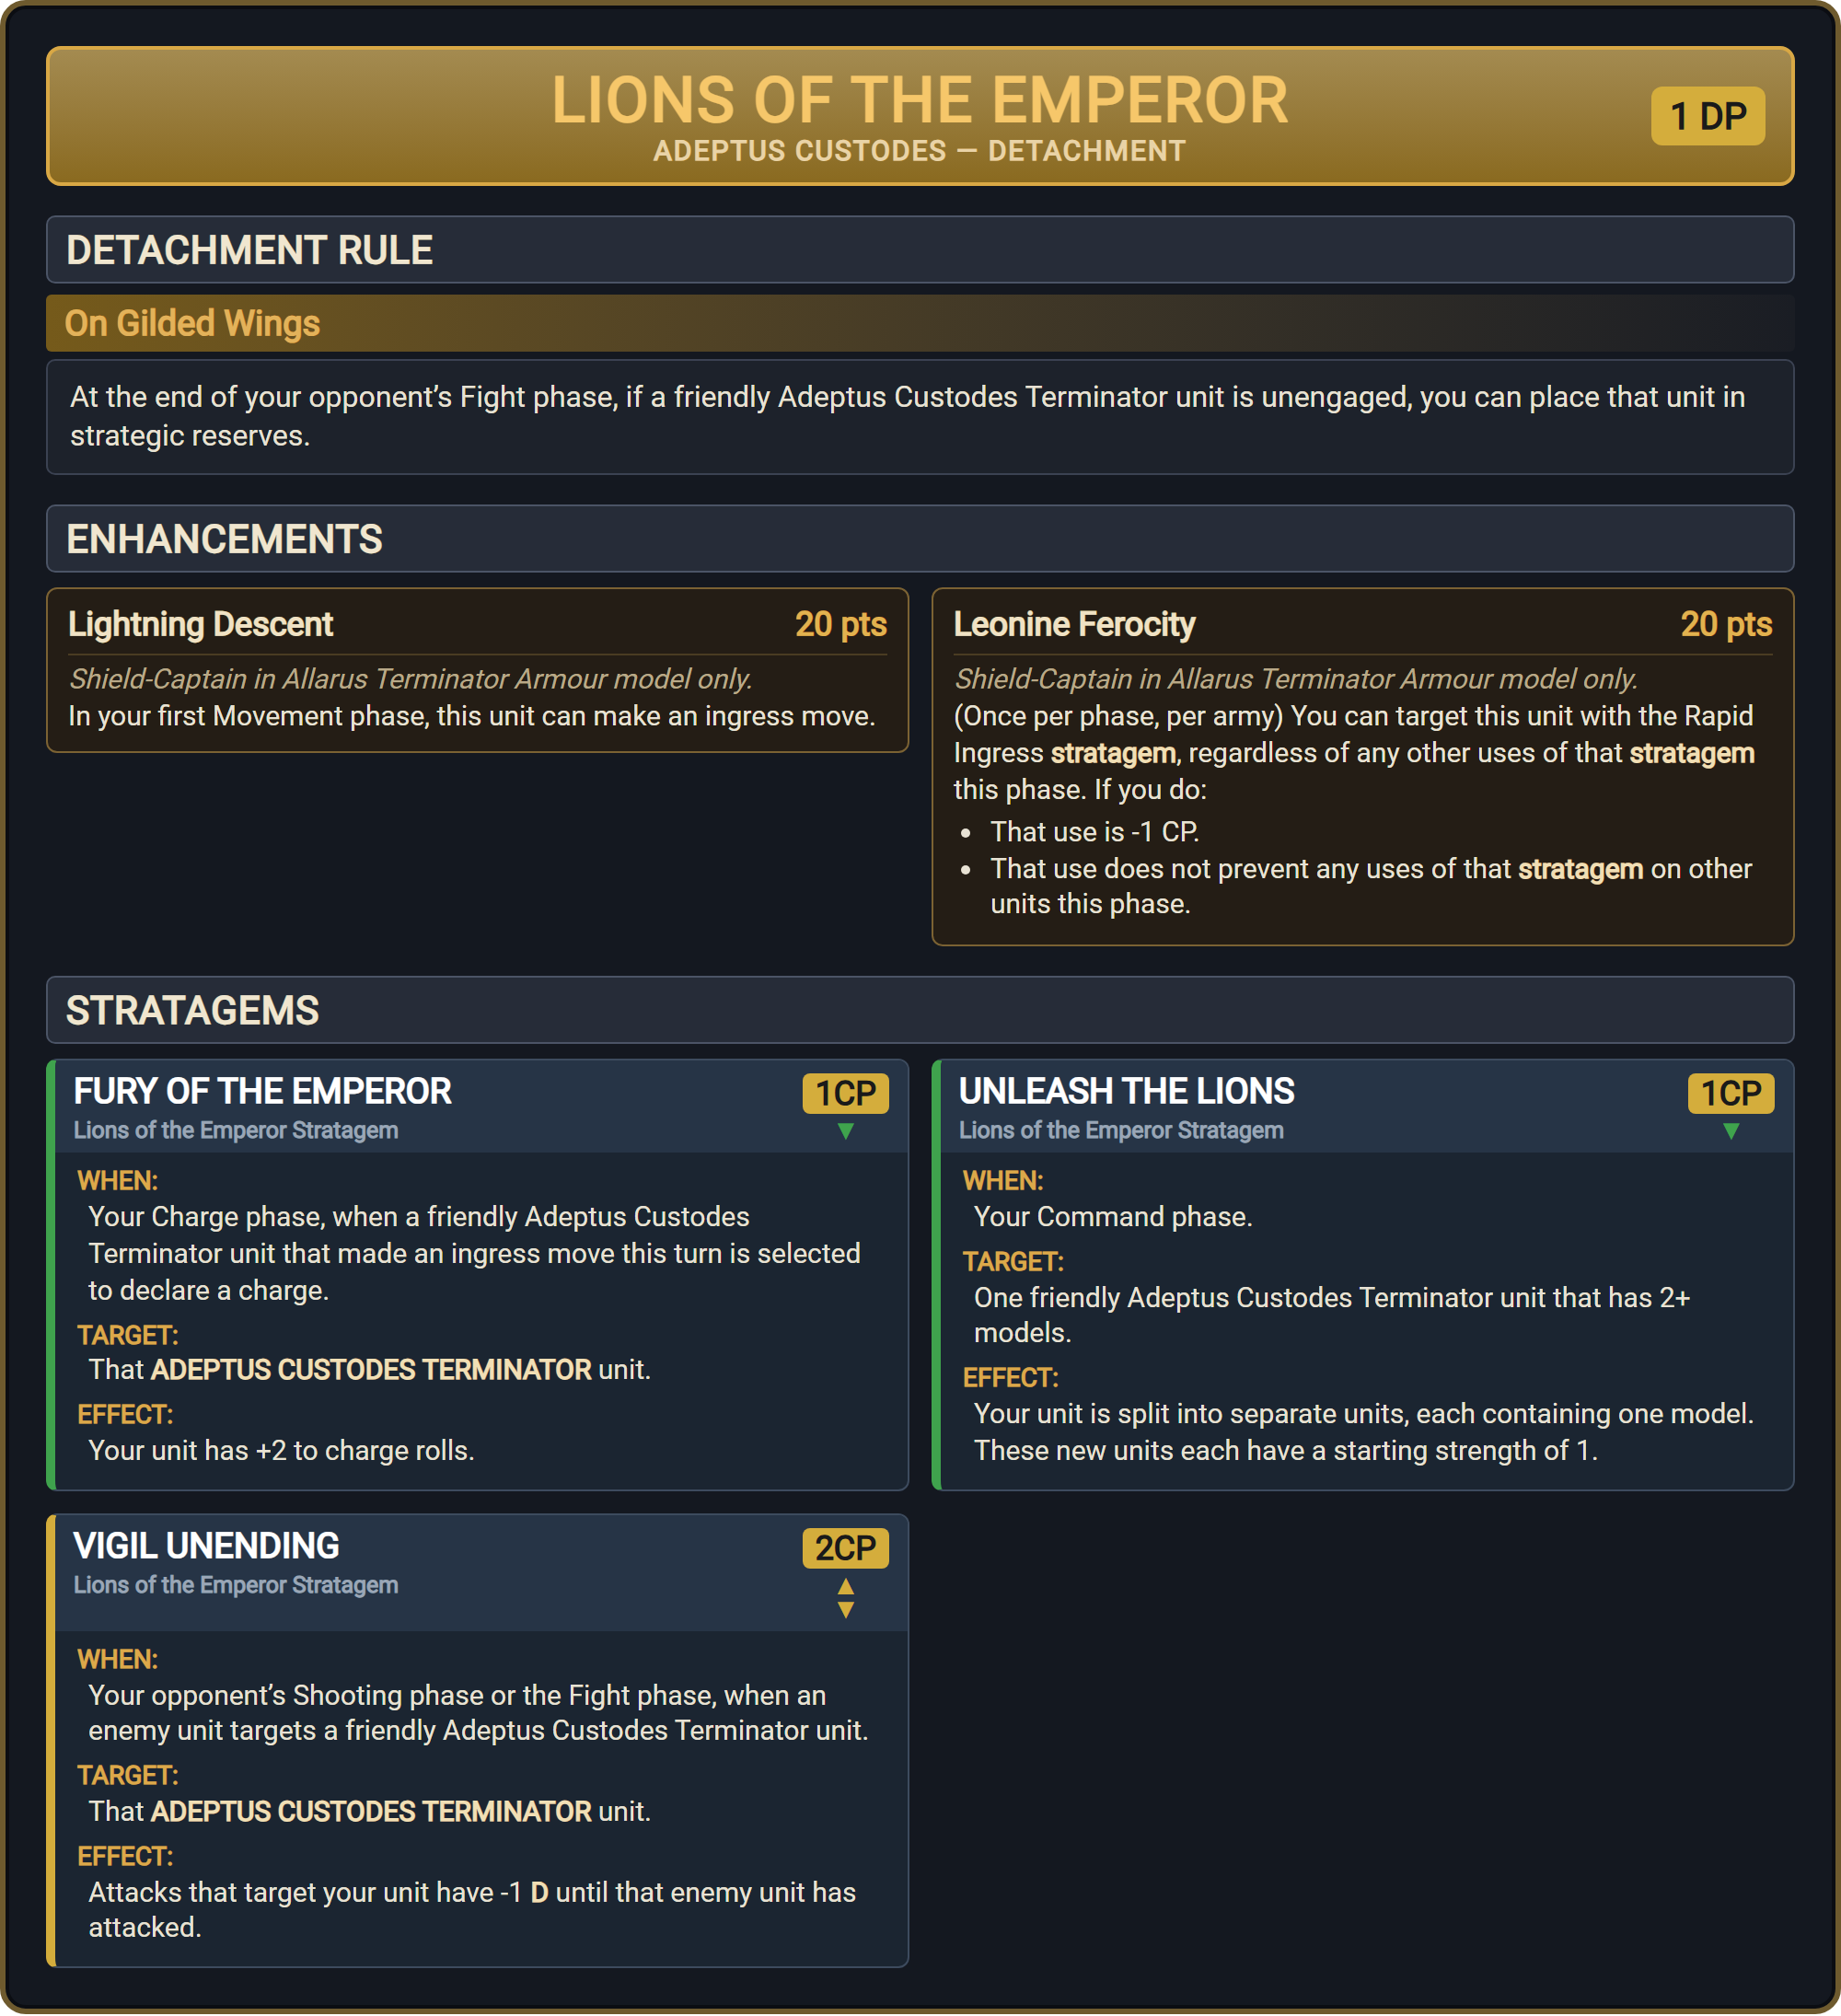 LIONS OF THE EMPEROR
ADEPTUS CUSTODES — DETACHMENT
1 DP
DETACHMENT RULE
On Gilded Wings
At the end of your opponent’s Fight phase, if a friendly Adeptus Custodes Terminator unit is unengaged, you can place that unit in
strategic reserves.
ENHANCEMENTS
Lightning Descent
20 pts
Shield-Captain in Allarus Terminator Armour model only.
In your first Movement phase, this unit can make an ingress move.
Leonine Ferocity
20 pts
Shield-Captain in Allarus Terminator Armour model only.
(Once per phase, per army) You can target this unit with the Rapid
Ingress stratagem, regardless of any other uses of that stratagem
this phase. If you do:
• That use is -1 CP.
• That use does not prevent any uses of that stratagem on other
units this phase.
STRATAGEMS
FURY OF THE EMPEROR
1CP
Lions of the Emperor Stratagem
▼
WHEN:
Your Charge phase, when a friendly Adeptus Custodes
Terminator unit that made an ingress move this turn is selected
to declare a charge.
TARGET:
That ADEPTUS CUSTODES TERMINATOR unit.
EFFECT:
Your unit has +2 to charge rolls.
UNLEASH THE LIONS
1CP
Lions of the Emperor Stratagem
▼
WHEN:
Your Command phase.
TARGET:
One friendly Adeptus Custodes Terminator unit that has 2+
models.
EFFECT:
Your unit is split into separate units, each containing one model.
These new units each have a starting strength of 1.
VIGIL UNENDING
2CP
Lions of the Emperor Stratagem
▲
▼
WHEN:
Your opponent’s Shooting phase or the Fight phase, when an
enemy unit targets a friendly Adeptus Custodes Terminator unit.
TARGET:
That ADEPTUS CUSTODES TERMINATOR unit.
EFFECT:
Attacks that target your unit have -1 D until that enemy unit has
attacked.